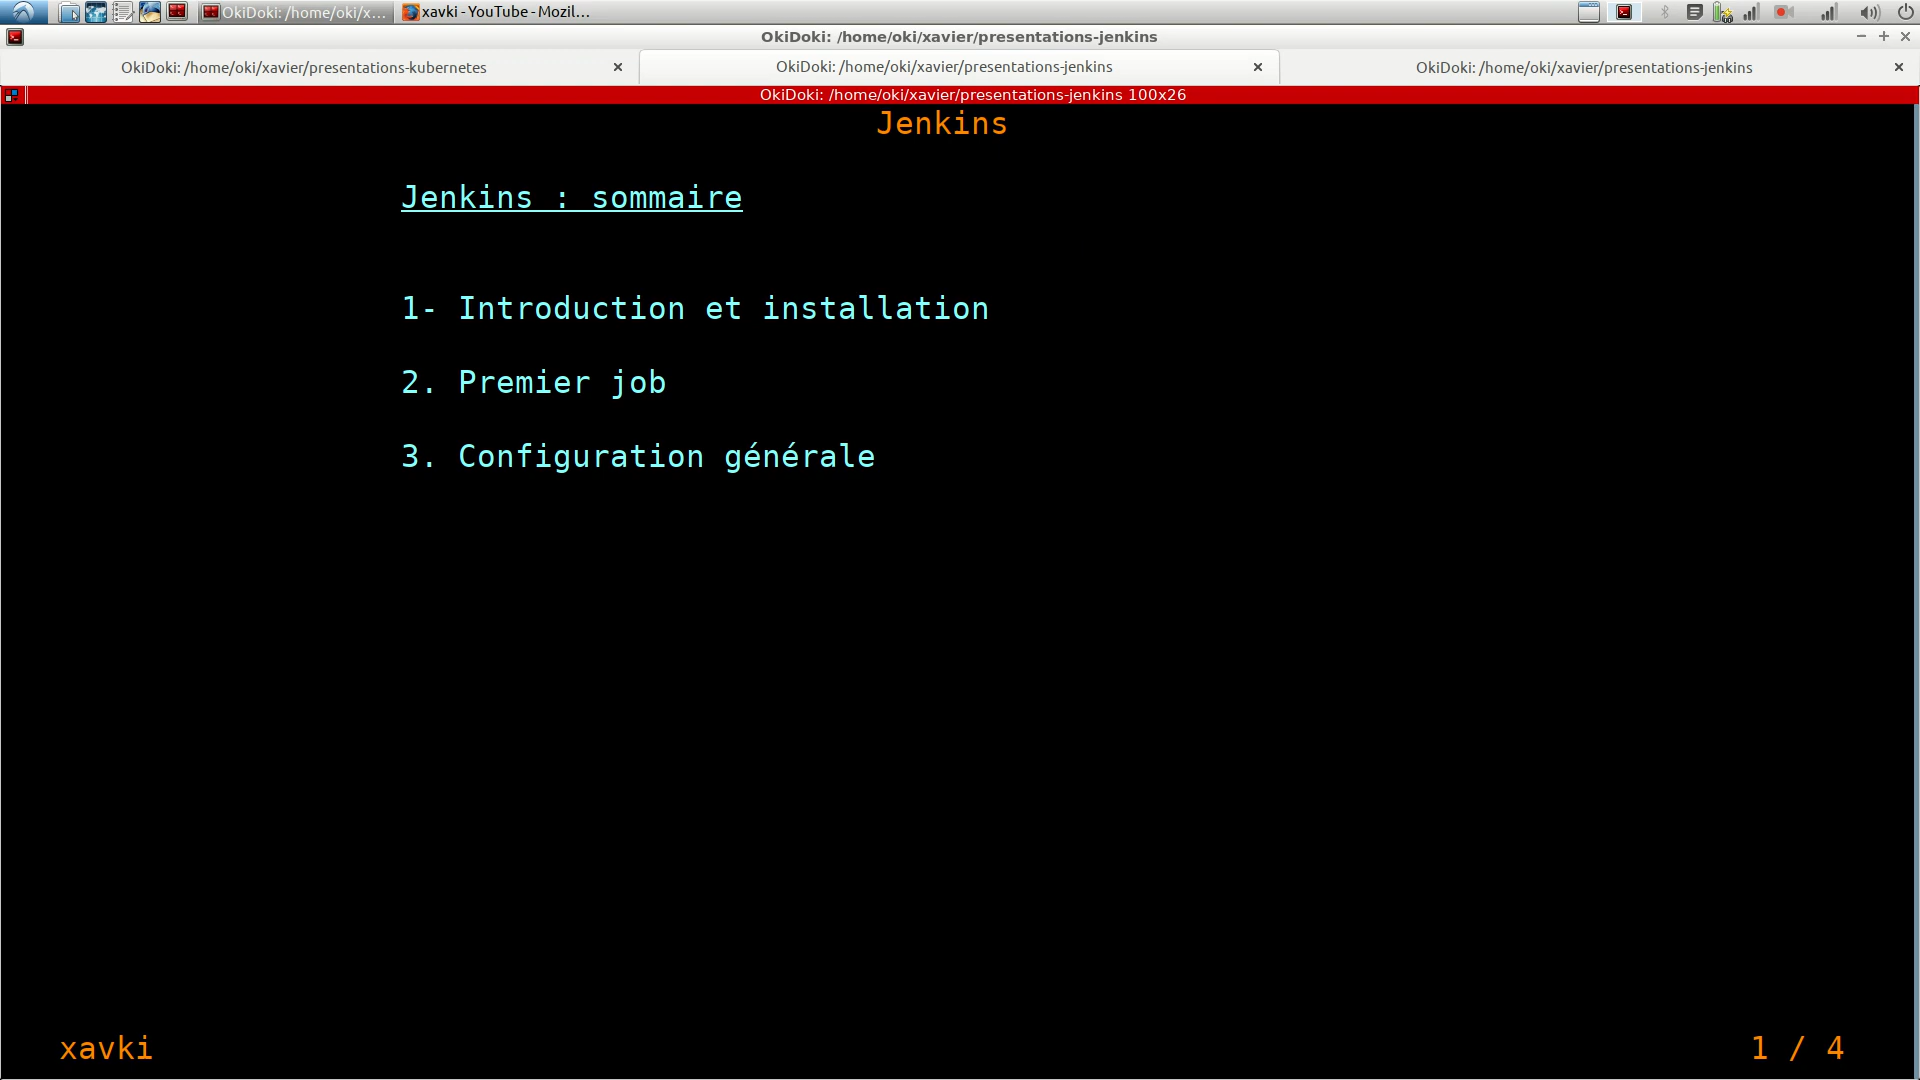 OkiDoki: /home/oki/x...
xavki - YouTube - Mozil...
OkiDoki: /home/oki/xavier/presentations-jenkins
OkiDoki: /home/oki/xavier/presentations-kubernetes
OkiDoki: /home/oki/xavier/presentations-jenkins
OkiDoki: /home/oki/xavier/presentations-jenkins
OkiDoki: /home/oki/xavier/presentations-jenkins 100x26
Jenkins
Jenkins : sommaire
1- Introduction et installation
2. Premier job
3. Configuration générale
xavki
1 / 4